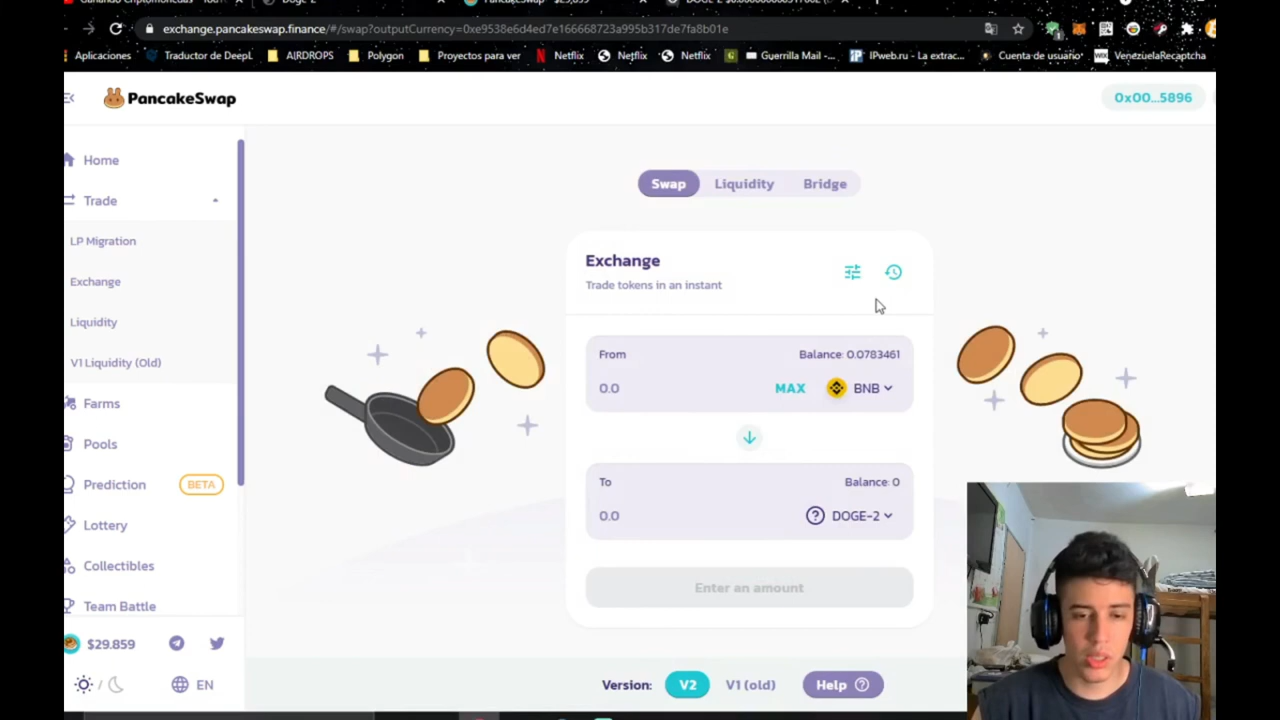 Ganando Criptomonedas
Doge-2
exchange.pancakeswap.finance/#/swap?outputCurrency=0xe9538e6d4ed7e166668723a995b317de7fa8b01e
Aplicaciones
Traductor de DeepL
AIRDROPS
Polygon
Proyectos para ver
Netflix
Netflix
Netflix
Guerrilla Mail -...
IPweb.ru - La extrac...
Cuenta de usuario
VenezuelaRecaptcha
PancakeSwap
0x00...5896
Home
Trade
LP Migration
Exchange
Liquidity
V1 Liquidity (Old)
Farms
Pools
Prediction
BETA
Lottery
Collectibles
Team Battle
$29.859
EN
Swap
Liquidity
Bridge
Exchange
Trade tokens in an instant
From
Balance: 0.0783461
0.0
MAX
BNB
To
Balance: 0
0.0
DOGE-2
Enter an amount
Version:
V2
V1 (old)
Help